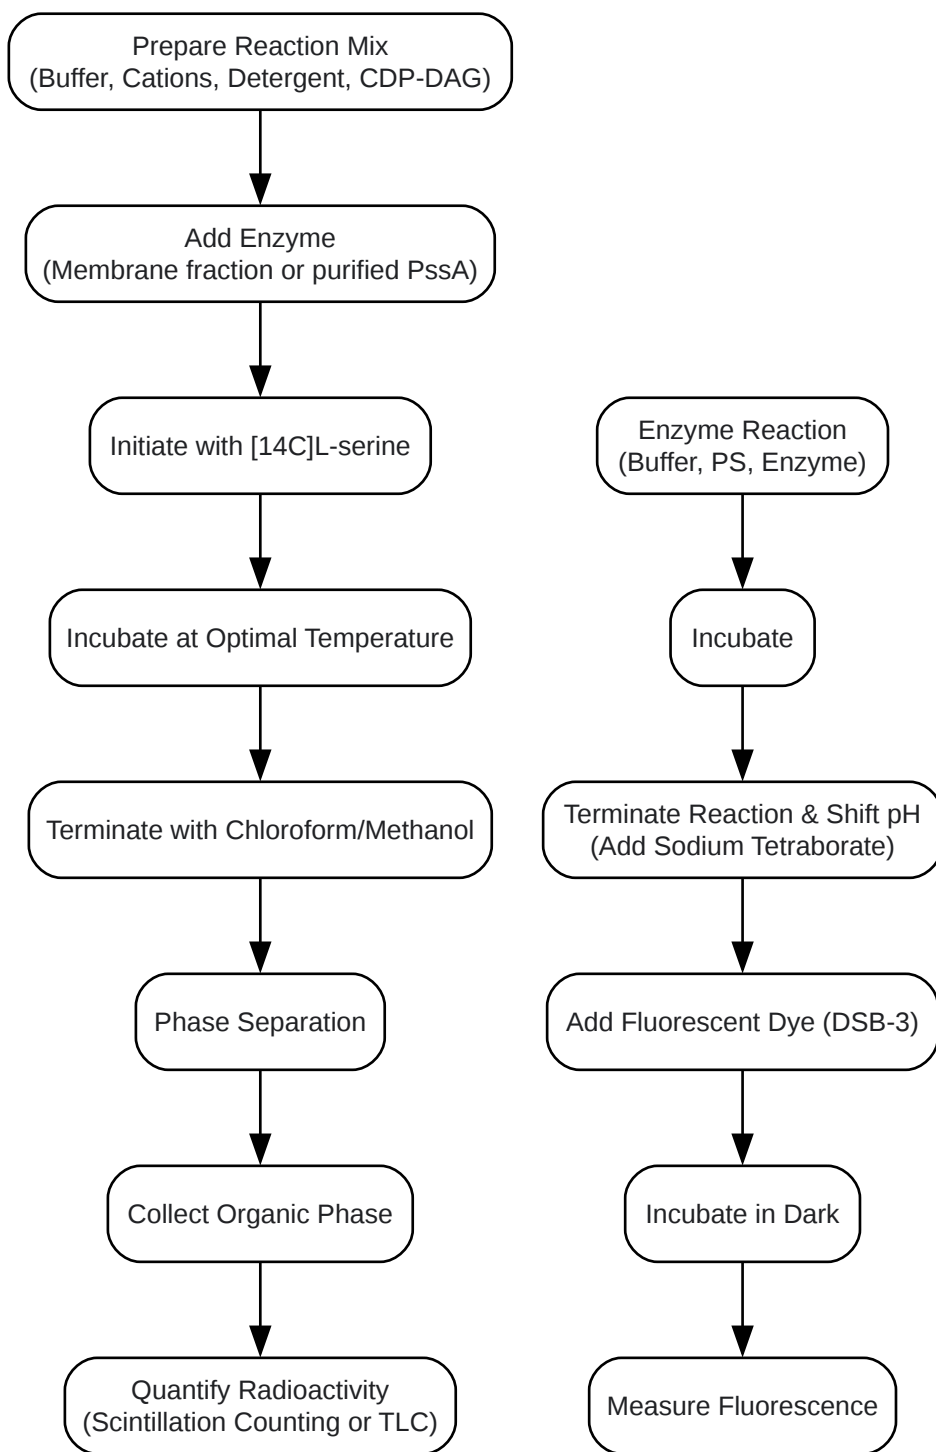 Prepare Reaction Mix
(Buffer, Cations, Detergent, CDP-DAG)
Add Enzyme
(Membrane fraction or purified PssA)
Initiate with [14C]L-serine
Incubate at Optimal Temperature
Terminate with Chloroform/Methanol
Phase Separation
Collect Organic Phase
Quantify Radioactivity
(Scintillation Counting or TLC)
Enzyme Reaction
(Buffer, PS, Enzyme)
Incubate
Terminate Reaction & Shift pH
(Add Sodium Tetraborate)
Add Fluorescent Dye (DSB-3)
Incubate in Dark
Measure Fluorescence